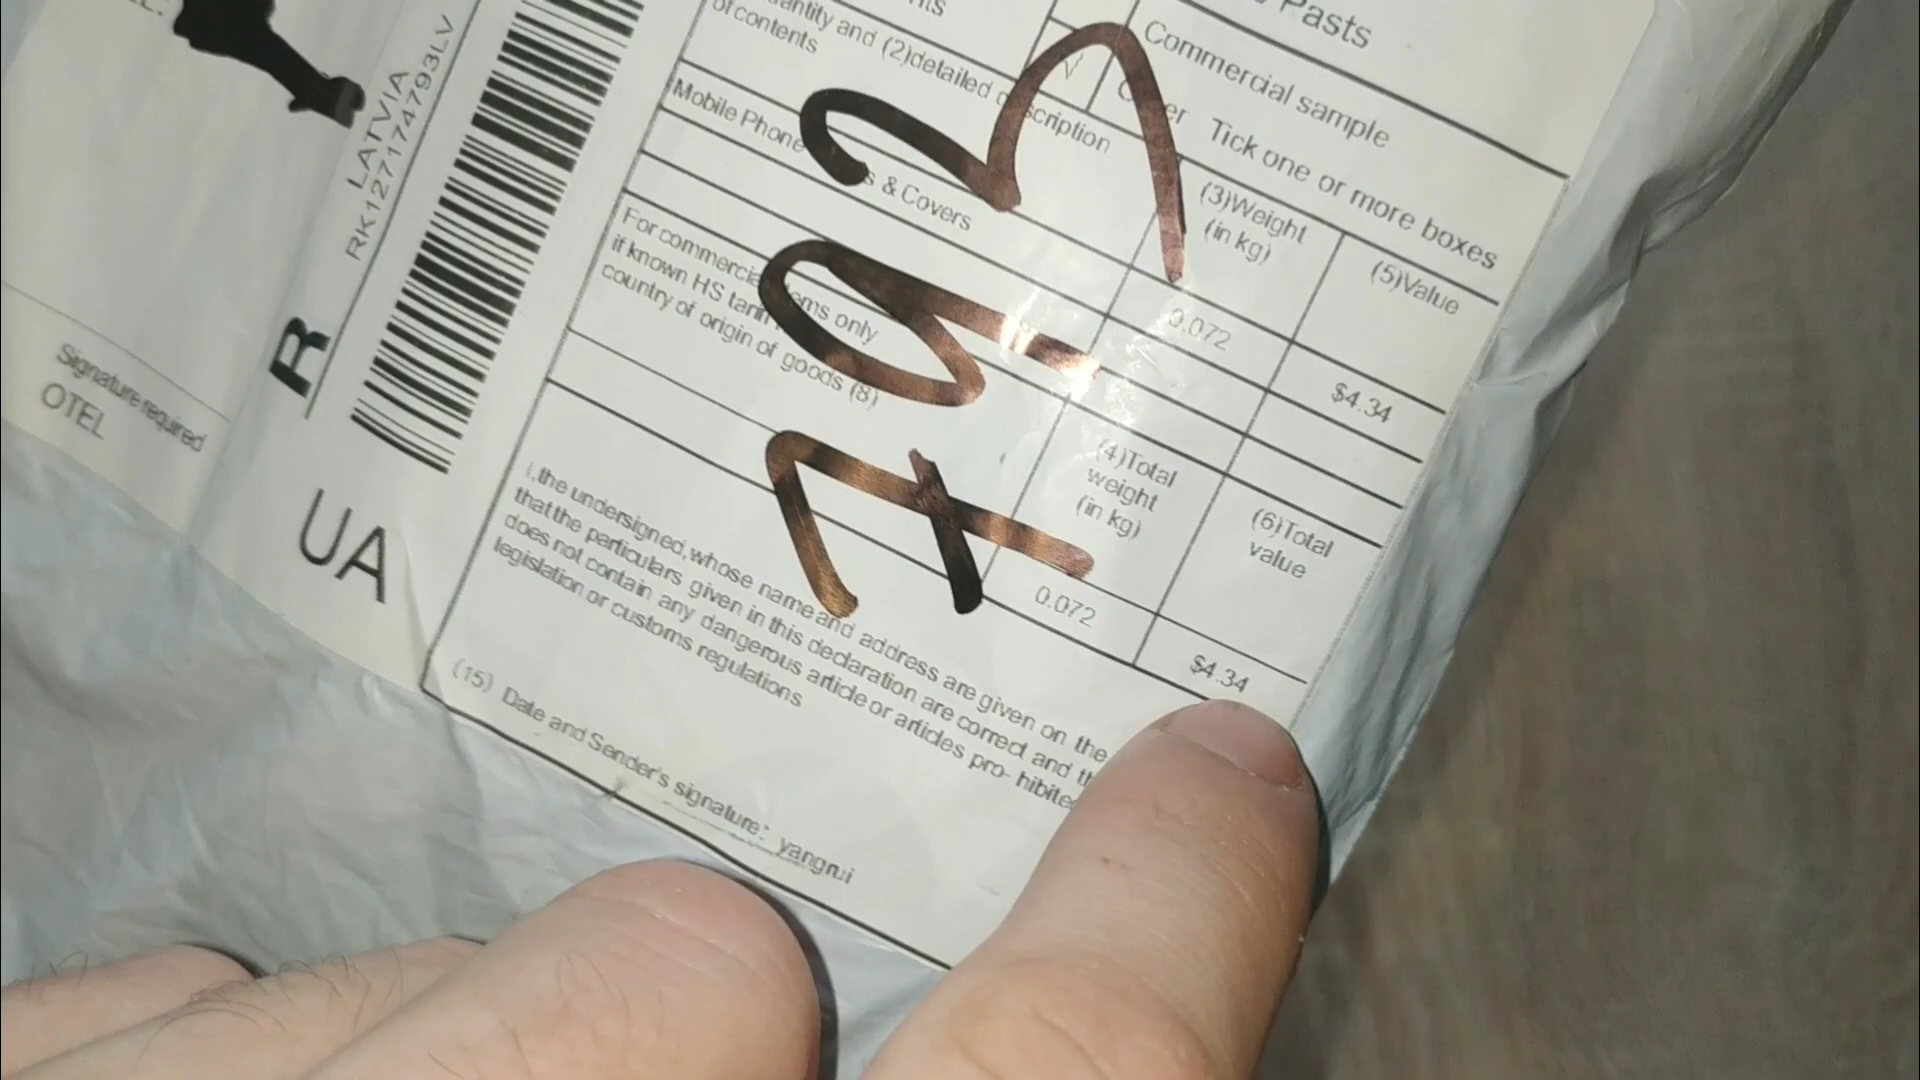 Pasts
Commercial sample
Other Tick one or more boxes
and (2)detailed description
of contents
(3)Weight
(in kg)
(5)Value
Mobile Phone & Covers
0.072
$4.34
For commercial items only
if known HS tariff
country of origin of goods (8)
(4)Total
weight
(in kg)
(6)Total
value
0.072
$4.34
I,the undersigned,whose name and address are given on the
that the particulars given in this declaration are correct and
does not contain any dangerous article or articles pro-
legislation or customs regulations
(15) Date and Sender's signature: yangrui
LATVIA
RK127174793LV
R
UA
Signature required
OTEL